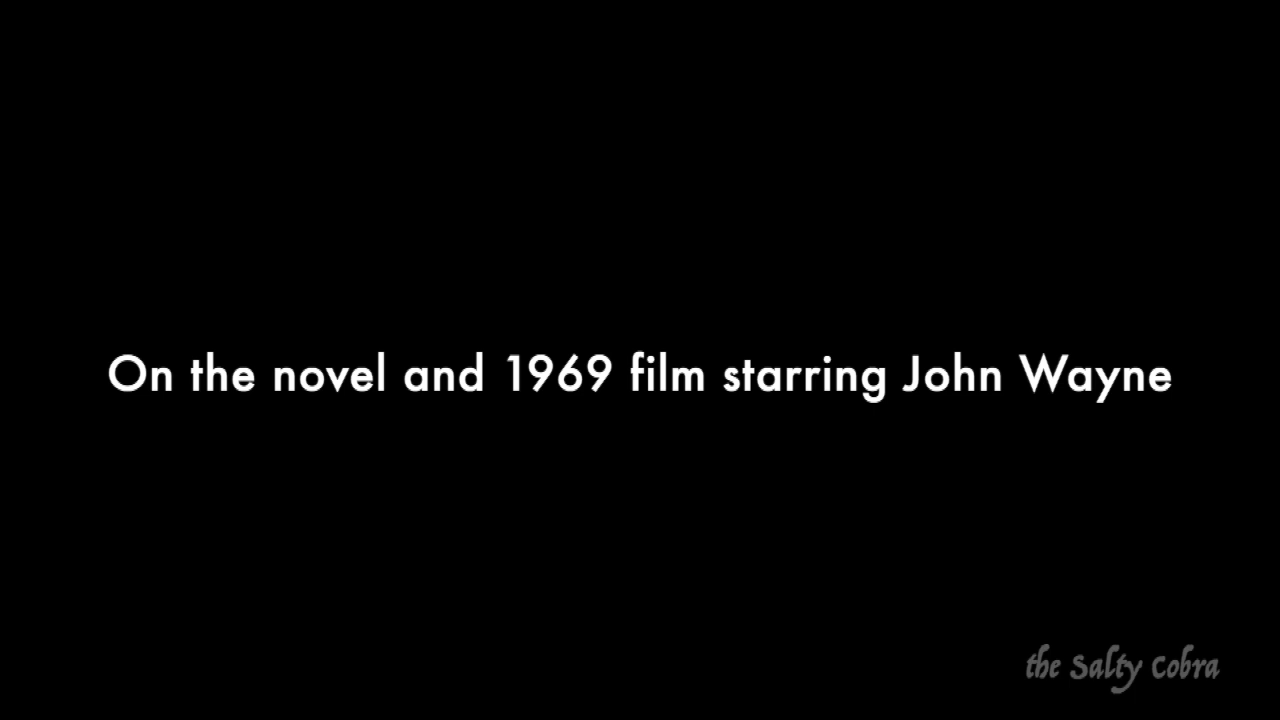 On the novel and 1969 film starring John Wayne
the Salty Cobra